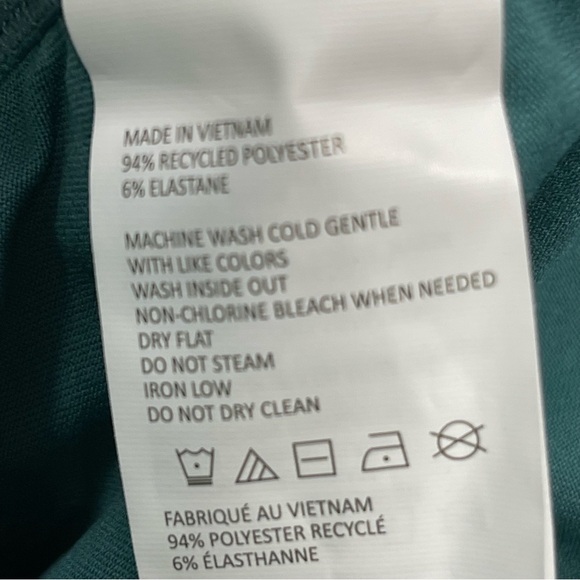 MADE IN VIETNAM
94% RECYCLED POLYESTER
6% ELASTANE
MACHINE WASH COLD GENTLE
WITH LIKE COLORS
WASH INSIDE OUT
NON-CHLORINE BLEACH WHEN NEEDED
DRY FLAT
DO NOT STEAM
IRON LOW
DO NOT DRY CLEAN
FABRIQUÉ AU VIETNAM
94% POLYESTER RECYCLÉ
6% ÉLASTHANNE